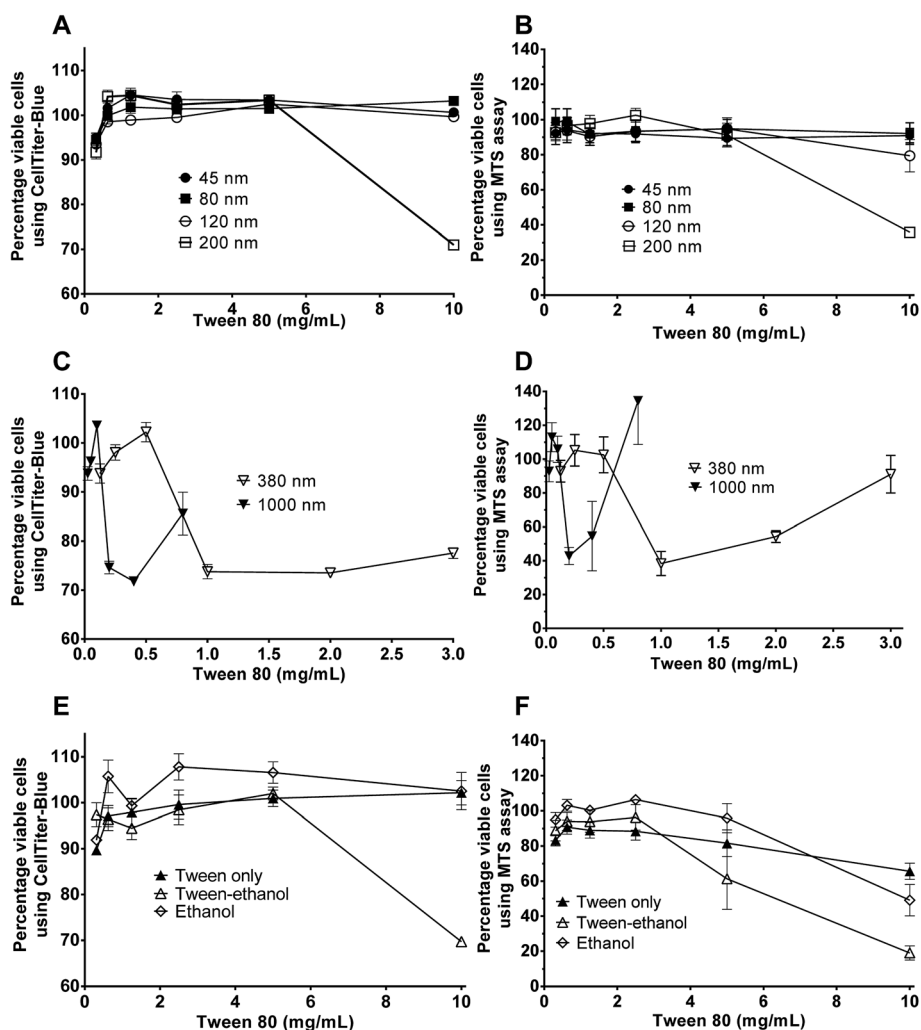 A
Percentage viable cells
using CellTiter-Blue
110
100
90
80
70
60
45 nm
80 nm
120 nm
200 nm
0 2 4 6 8 10
Tween 80 (mg/mL)
B
Percentage viable cells
using MTS assay
140
120
100
80
60
40
20
0
45 nm
80 nm
120 nm
200 nm
0 2 4 6 8 10
Tween 80 (mg/mL)
C
Percentage viable cells
using CellTiter-Blue
110
100
90
80
70
60
380 nm
1000 nm
0.0 0.5 1.0 1.5 2.0 2.5 3.0
Tween 80 (mg/mL)
D
Percentage viable cells
using MTS assay
140
120
100
80
60
40
20
0
380 nm
1000 nm
0.0 0.5 1.0 1.5 2.0 2.5 3.0
Tween 80 (mg/mL)
E
Percentage viable cells
using CellTiter-Blue
110
100
90
80
70
60
Tween only
Tween-ethanol
Ethanol
0 2 4 6 8 10
Tween 80 (mg/mL)
F
Percentage viable cells
using MTS assay
140
120
100
80
60
40
20
0
Tween only
Tween-ethanol
Ethanol
0 2 4 6 8 10
Tween 80 (mg/mL)